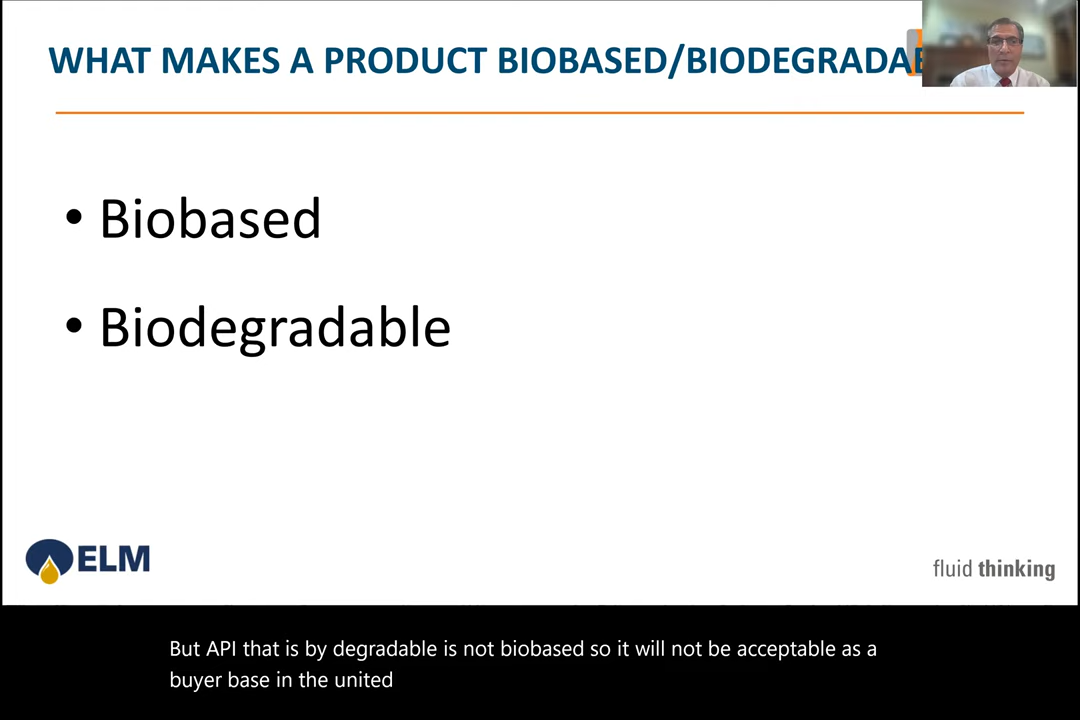 WHAT MAKES A PRODUCT BIOBASED/BIODEGRADAB
• Biobased
• Biodegradable
ELM
fluid thinking
But API that is by degradable is not biobased so it will not be acceptable as a
buyer base in the united